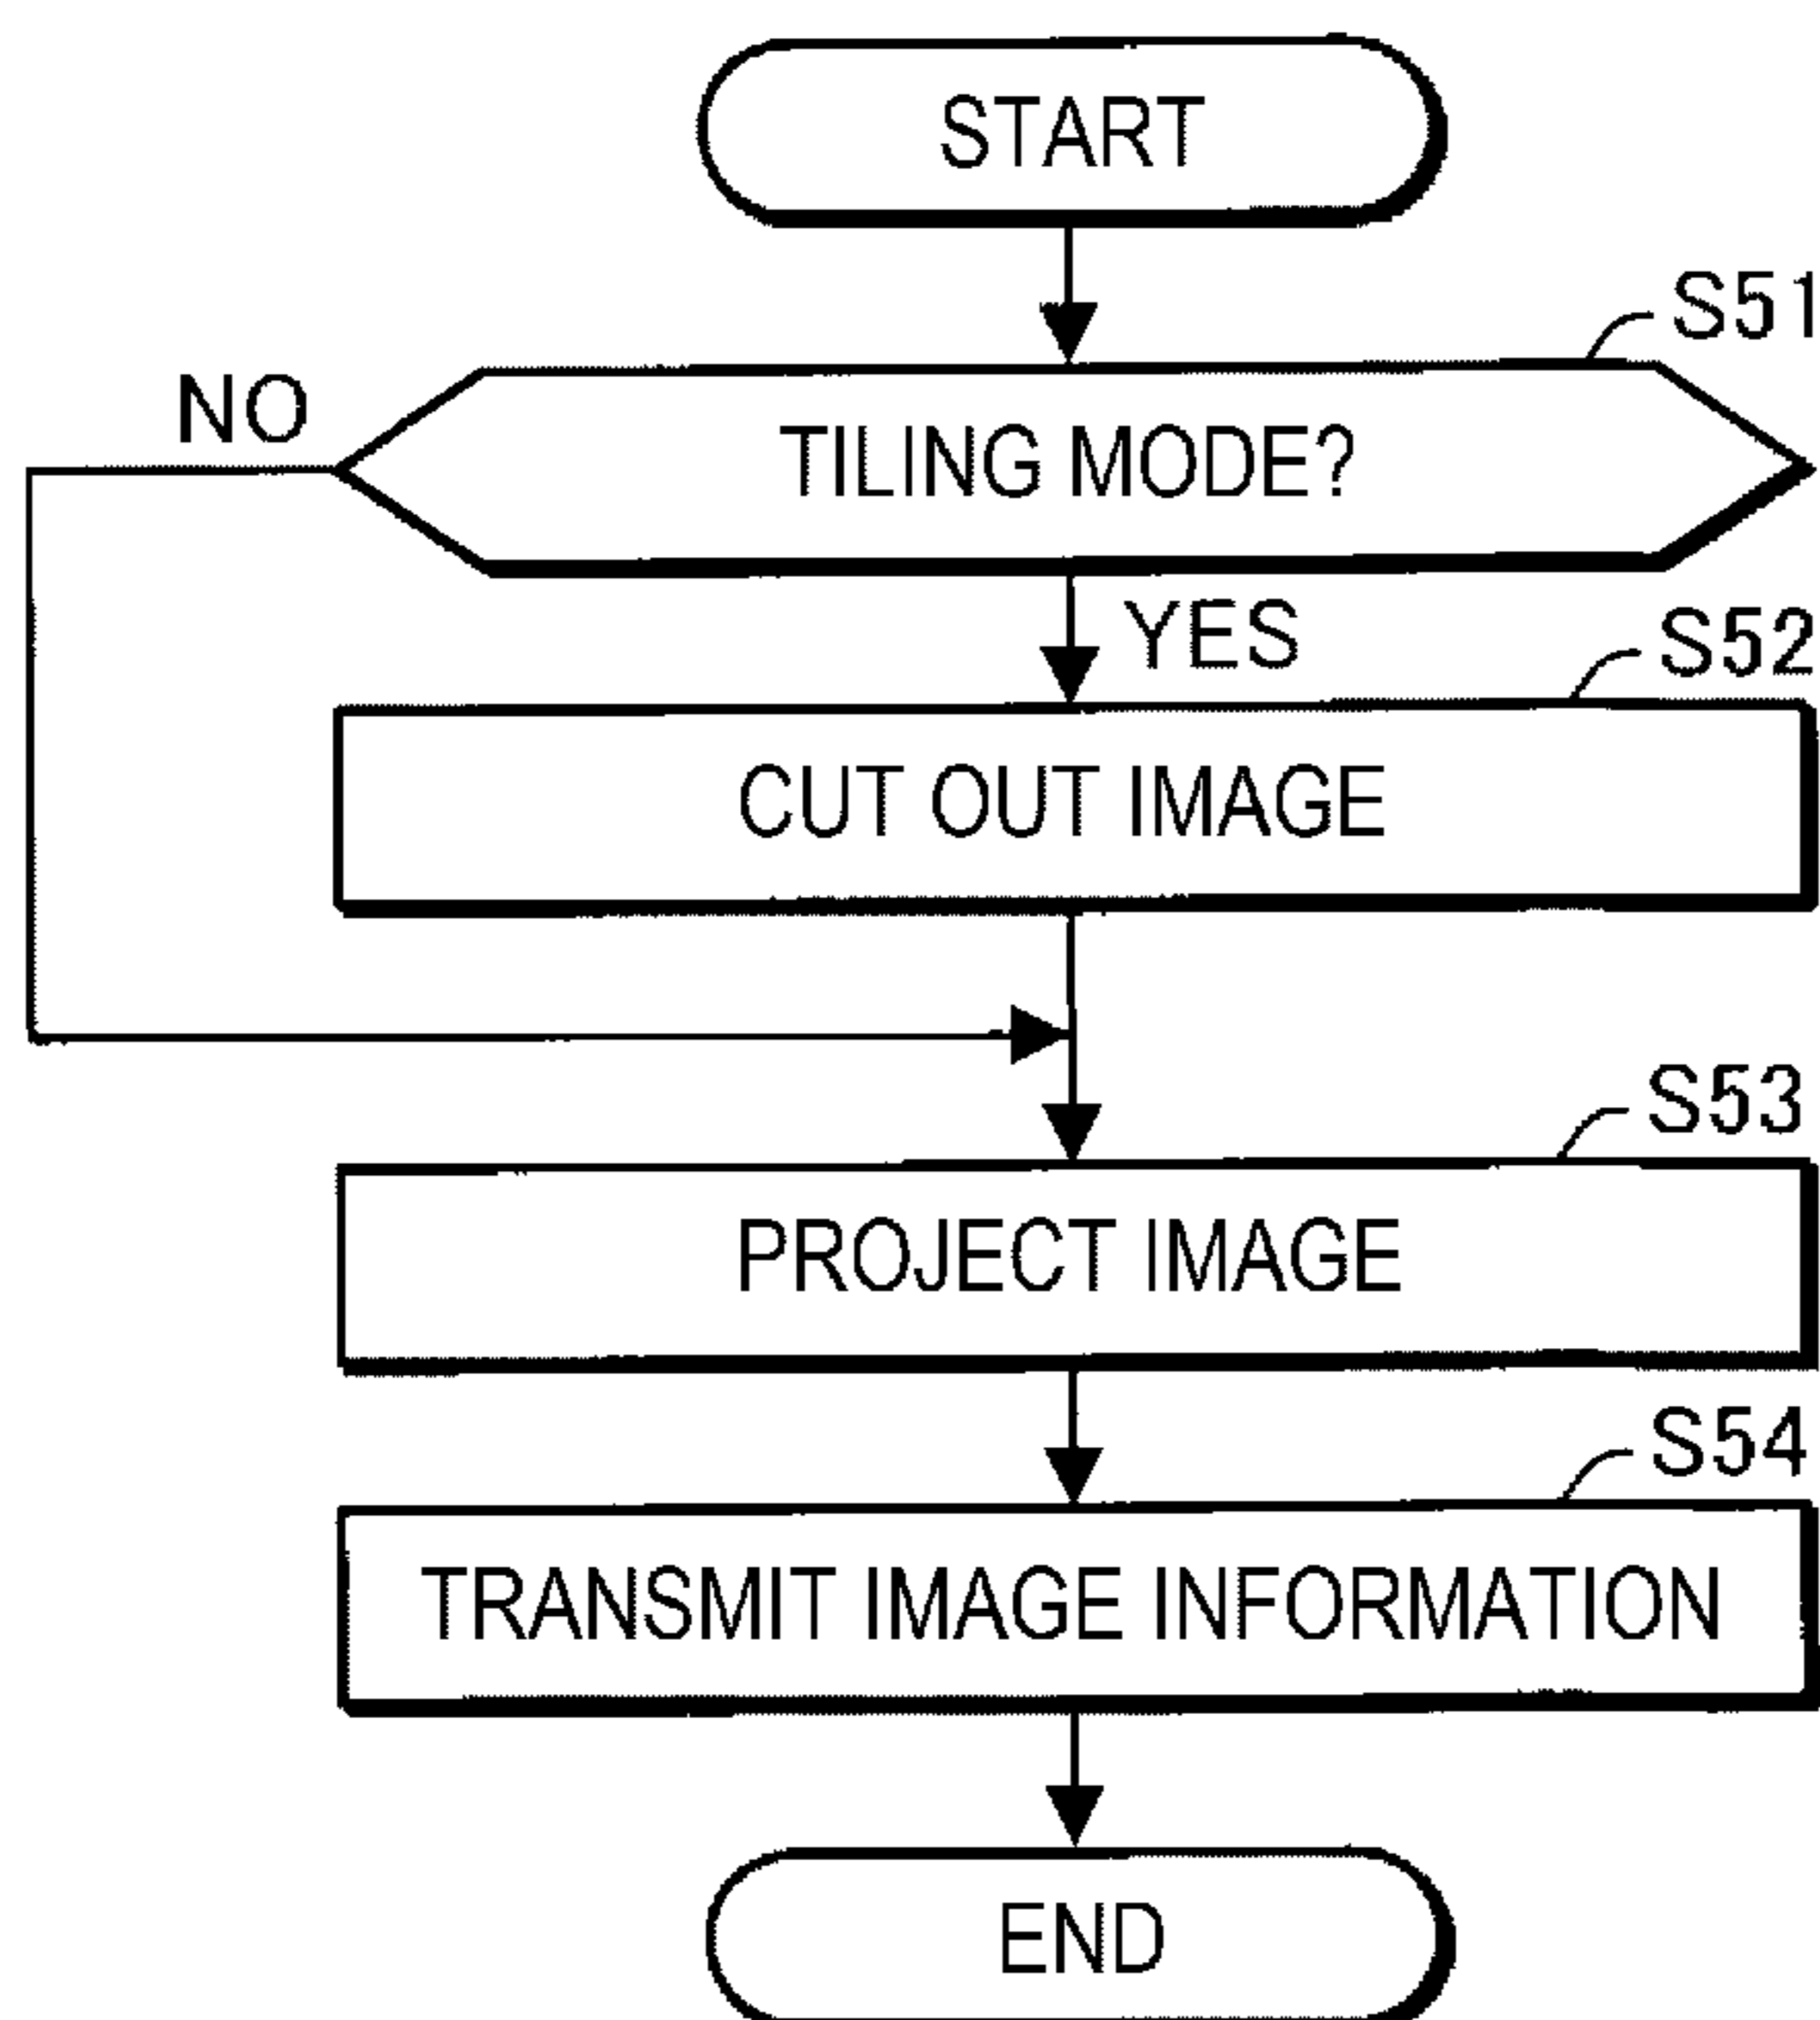 START
S51
NO
TILING MODE?
YES
S52
CUT OUT IMAGE
S53
PROJECT IMAGE
S54
TRANSMIT IMAGE INFORMATION
END